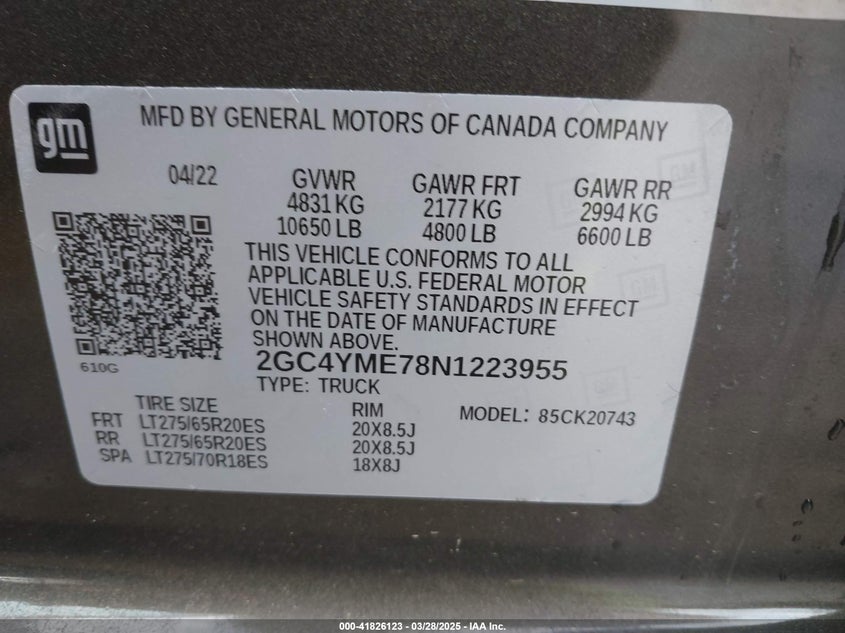 gm
MFD BY GENERAL MOTORS OF CANADA COMPANY
04/22
GVWR
4831 KG
10650 LB
GAWR FRT
2177 KG
4800 LB
GAWR RR
2994 KG
6600 LB
THIS VEHICLE CONFORMS TO ALL
APPLICABLE U.S. FEDERAL MOTOR
VEHICLE SAFETY STANDARDS IN EFFECT
ON THE DATE OF MANUFACTURE
SHOWN ABOVE.
610G
2GC4YME78N1223955
TYPE: TRUCK
TIRE SIZE RIM MODEL: 85CK20743
FRT LT275/65R20ES 20X8.5J
RR LT275/65R20ES 20X8.5J
SPA LT275/70R18ES 18X8J
000-41826123 — 03/28/2025 - IAA Inc.